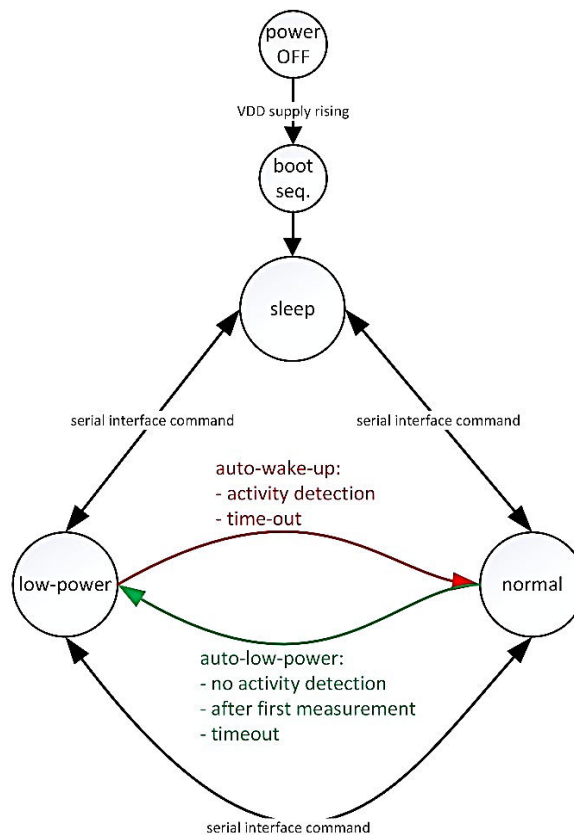 power
OFF
VDD supply rising
boot
seq.
sleep
serial interface command
serial interface command
auto-wake-up:
- activity detection
- time-out
low-power
normal
auto-low-power:
- no activity detection
- after first measurement
- timeout
serial interface command